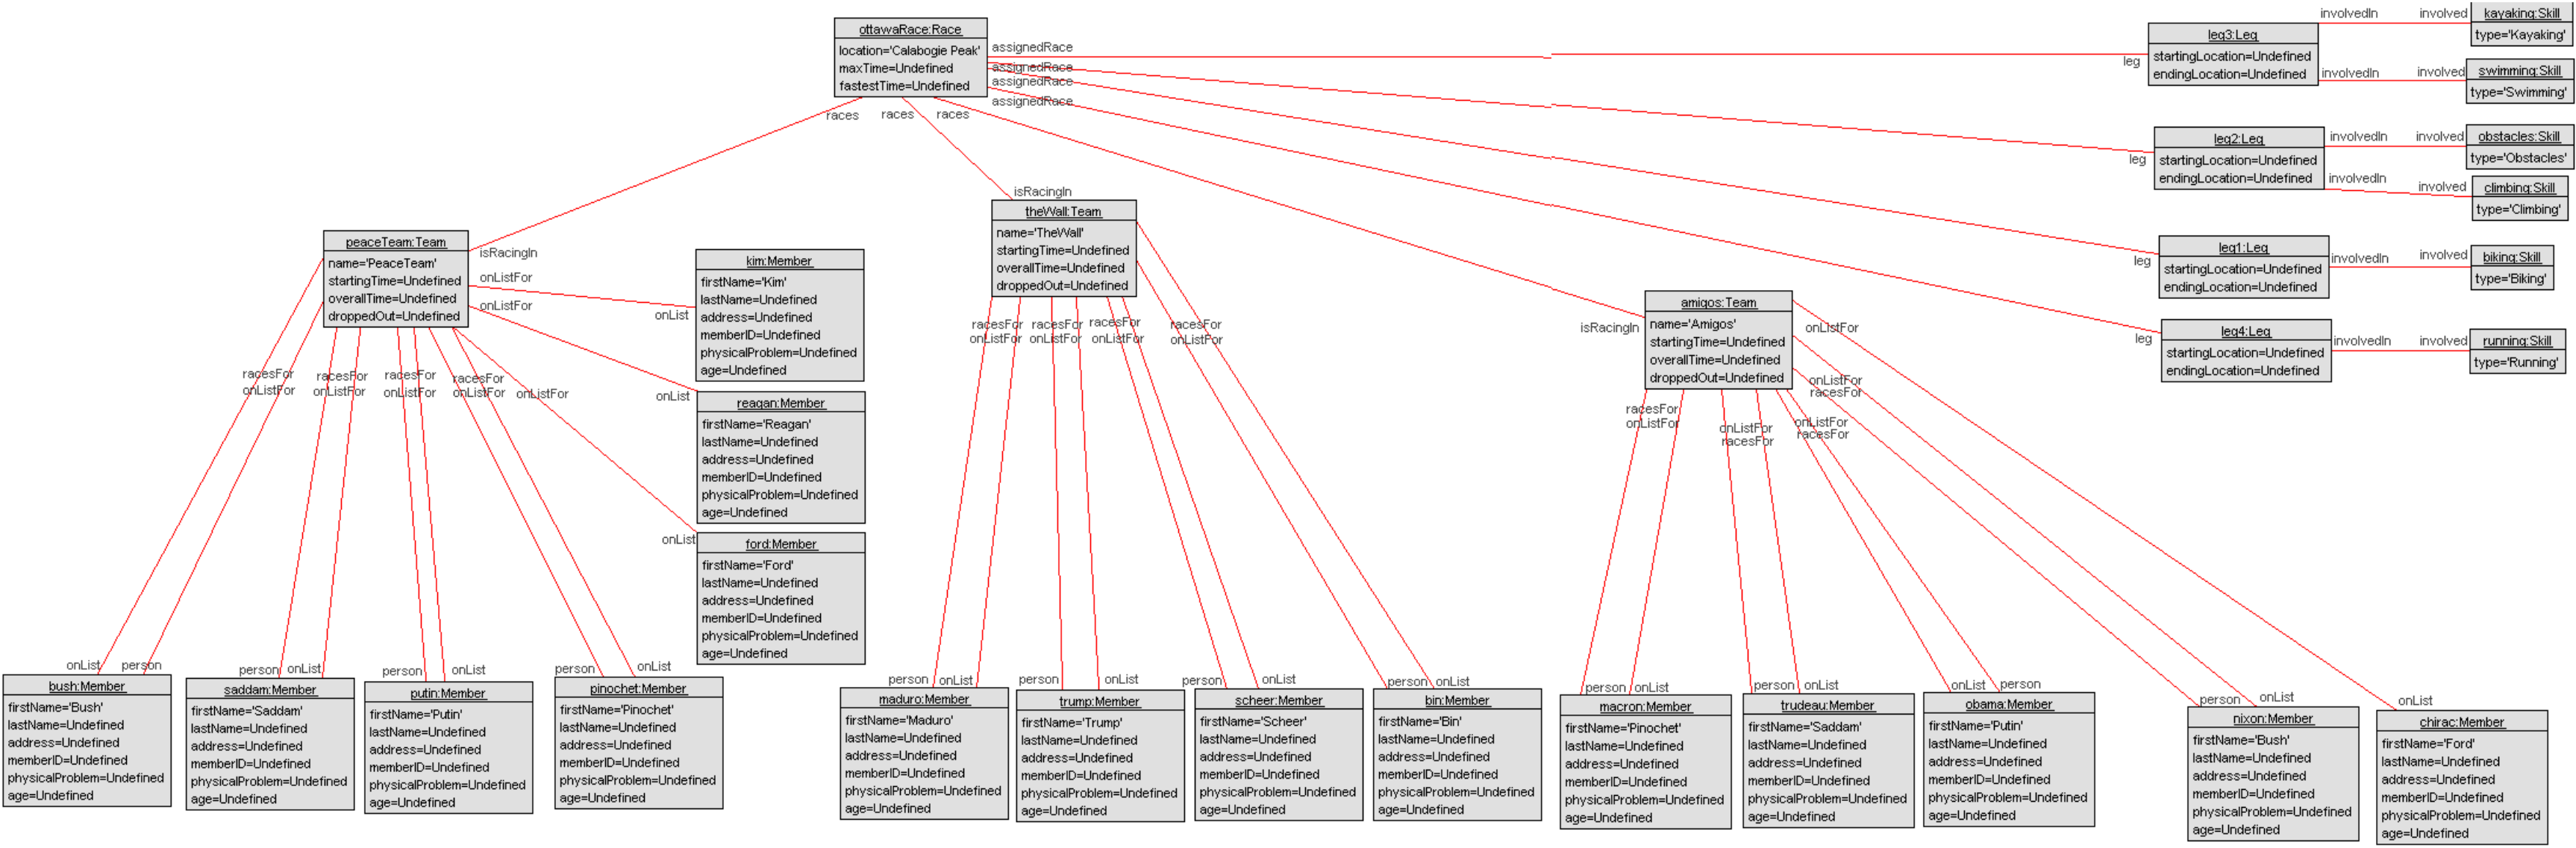 ottawaRace:Race
location='Calabogie Peak'
maxTime=Undefined
fastestTime=Undefined
assignedRace
assignedRace
assignedRace
assignedRace
races
races
races
leg
leg3:Leg
startingLocation=Undefined
endingLocation=Undefined
involvedIn
involved
kayaking:Skill
type='Kayaking'
involvedIn
involved
swimming:Skill
type='Swimming'
leg
leg2:Leg
startingLocation=Undefined
endingLocation=Undefined
involvedIn
involved
obstacles:Skill
type='Obstacles'
involvedIn
involved
climbing:Skill
type='Climbing'
leg
leg1:Leg
startingLocation=Undefined
endingLocation=Undefined
involvedIn
involved
biking:Skill
type='Biking'
leg
leg4:Leg
startingLocation=Undefined
endingLocation=Undefined
involvedIn
involved
running:Skill
type='Running'
isRacingIn
peaceTeam:Team
name='PeaceTeam'
startingTime=Undefined
overallTime=Undefined
droppedOut=Undefined
onListFor
onListFor
racesFor
onListFor
racesFor
onListFor
racesFor
onListFor
racesFor
onListFor
onListFor
onList
kim:Member
firstName='Kim'
lastName=Undefined
address=Undefined
memberID=Undefined
physicalProblem=Undefined
age=Undefined
onList
reagan:Member
firstName='Reagan'
lastName=Undefined
address=Undefined
memberID=Undefined
physicalProblem=Undefined
age=Undefined
onList
ford:Member
firstName='Ford'
lastName=Undefined
address=Undefined
memberID=Undefined
physicalProblem=Undefined
age=Undefined
isRacingIn
theWall:Team
name='TheWall'
startingTime=Undefined
overallTime=Undefined
droppedOut=Undefined
racesFor
onListFor
racesFor
onListFor
racesFor
onListFor
racesFor
onListFor
isRacingIn
amigos:Team
name='Amigos'
startingTime=Undefined
overallTime=Undefined
droppedOut=Undefined
onListFor
onListFor
racesFor
racesFor
onListFor
onListFor
racesFor
onListFor
racesFor
onList
person
bush:Member
firstName='Bush'
lastName=Undefined
address=Undefined
memberID=Undefined
physicalProblem=Undefined
age=Undefined
person
onList
saddam:Member
firstName='Saddam'
lastName=Undefined
address=Undefined
memberID=Undefined
physicalProblem=Undefined
age=Undefined
person
onList
putin:Member
firstName='Putin'
lastName=Undefined
address=Undefined
memberID=Undefined
physicalProblem=Undefined
age=Undefined
person
onList
pinochet:Member
firstName='Pinochet'
lastName=Undefined
address=Undefined
memberID=Undefined
physicalProblem=Undefined
age=Undefined
person
onList
maduro:Member
firstName='Maduro'
lastName=Undefined
address=Undefined
memberID=Undefined
physicalProblem=Undefined
age=Undefined
person
onList
trump:Member
firstName='Trump'
lastName=Undefined
address=Undefined
memberID=Undefined
physicalProblem=Undefined
age=Undefined
person
onList
scheer:Member
firstName='Scheer'
lastName=Undefined
address=Undefined
memberID=Undefined
physicalProblem=Undefined
age=Undefined
person
onList
bin:Member
firstName='Bin'
lastName=Undefined
address=Undefined
memberID=Undefined
physicalProblem=Undefined
age=Undefined
person
onList
macron:Member
firstName='Pinochet'
lastName=Undefined
address=Undefined
memberID=Undefined
physicalProblem=Undefined
age=Undefined
person
onList
trudeau:Member
firstName='Saddam'
lastName=Undefined
address=Undefined
memberID=Undefined
physicalProblem=Undefined
age=Undefined
onList
person
obama:Member
firstName='Putin'
lastName=Undefined
address=Undefined
memberID=Undefined
physicalProblem=Undefined
age=Undefined
person
onList
nixon:Member
firstName='Bush'
lastName=Undefined
address=Undefined
memberID=Undefined
physicalProblem=Undefined
age=Undefined
onList
chirac:Member
firstName='Ford'
lastName=Undefined
address=Undefined
memberID=Undefined
physicalProblem=Undefined
age=Undefined